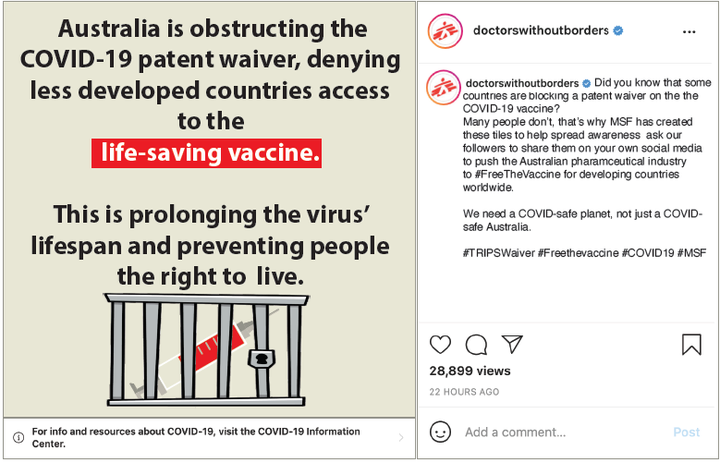 Australia is obstructing the
COVID-19 patent waiver, denying
less developed countries access
to the
life-saving vaccine.
This is prolonging the virus’
lifespan and preventing people
the right to live.
For info and resources about COVID-19, visit the COVID-19 Information
Center.
doctorswithoutborders
doctorswithoutborders Did you know that some
countries are blocking a patent waiver on the the
COVID-19 vaccine?
Many people don’t, that’s why MSF has created
these tiles to help spread awareness ask our
followers to share them on your own social media
to push the Australian pharamceutical industry
to #FreeTheVaccine for developing countries
worldwide.
We need a COVID-safe planet, not just a COVID-
safe Australia.
#TRIPSWaiver #Freethevaccine #COVID19 #MSF
28,899 views
22 HOURS AGO
Add a comment...
Post